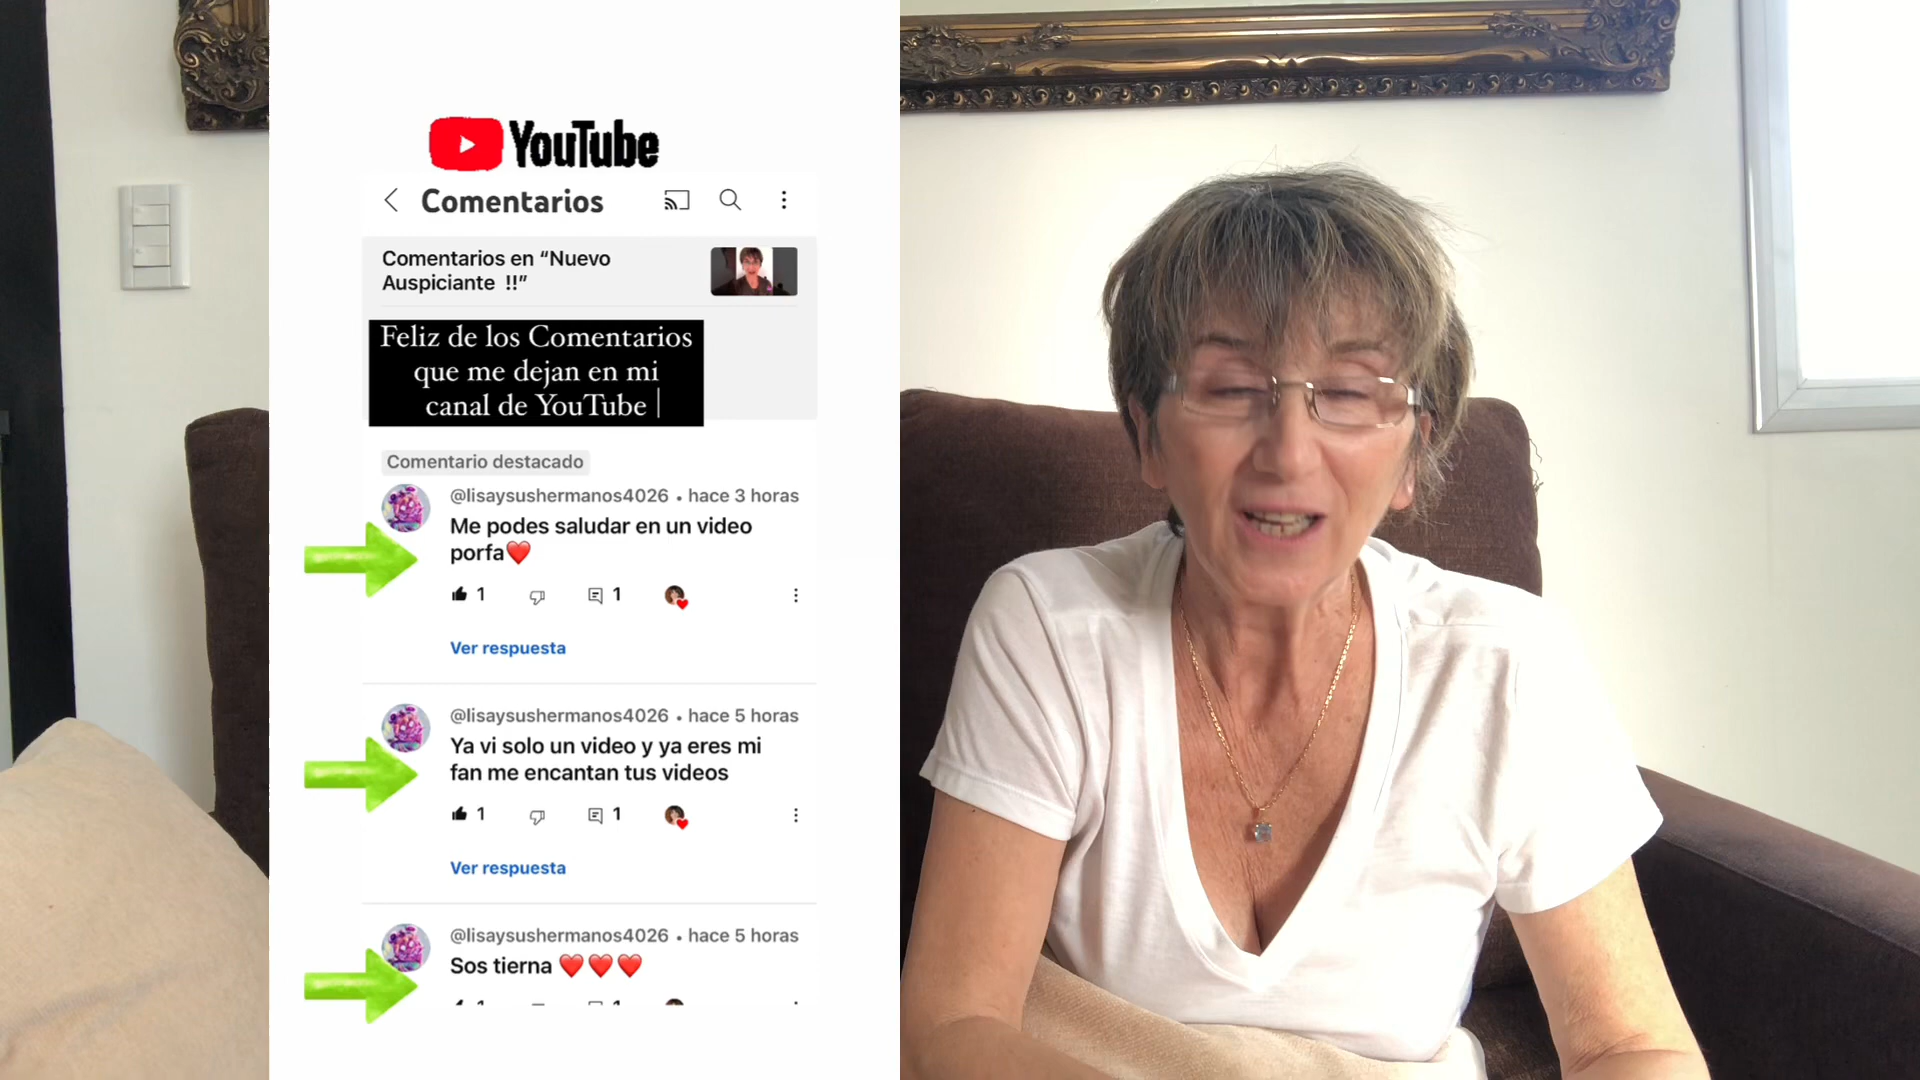 YouTube
Comentarios
Comentarios en “Nuevo
Auspiciante !!”
Feliz de los Comentarios
que me dejan en mi
canal de YouTube
Comentario destacado
@lisaysushermanos4026 • hace 3 horas
Me podes saludar en un video
porfa❤️
1 1
Ver respuesta
@lisaysushermanos4026 • hace 5 horas
Ya vi solo un video y ya eres mi
fan me encantan tus videos
1 1
Ver respuesta
@lisaysushermanos4026 • hace 5 horas
Sos tierna ❤️❤️❤️
1 1